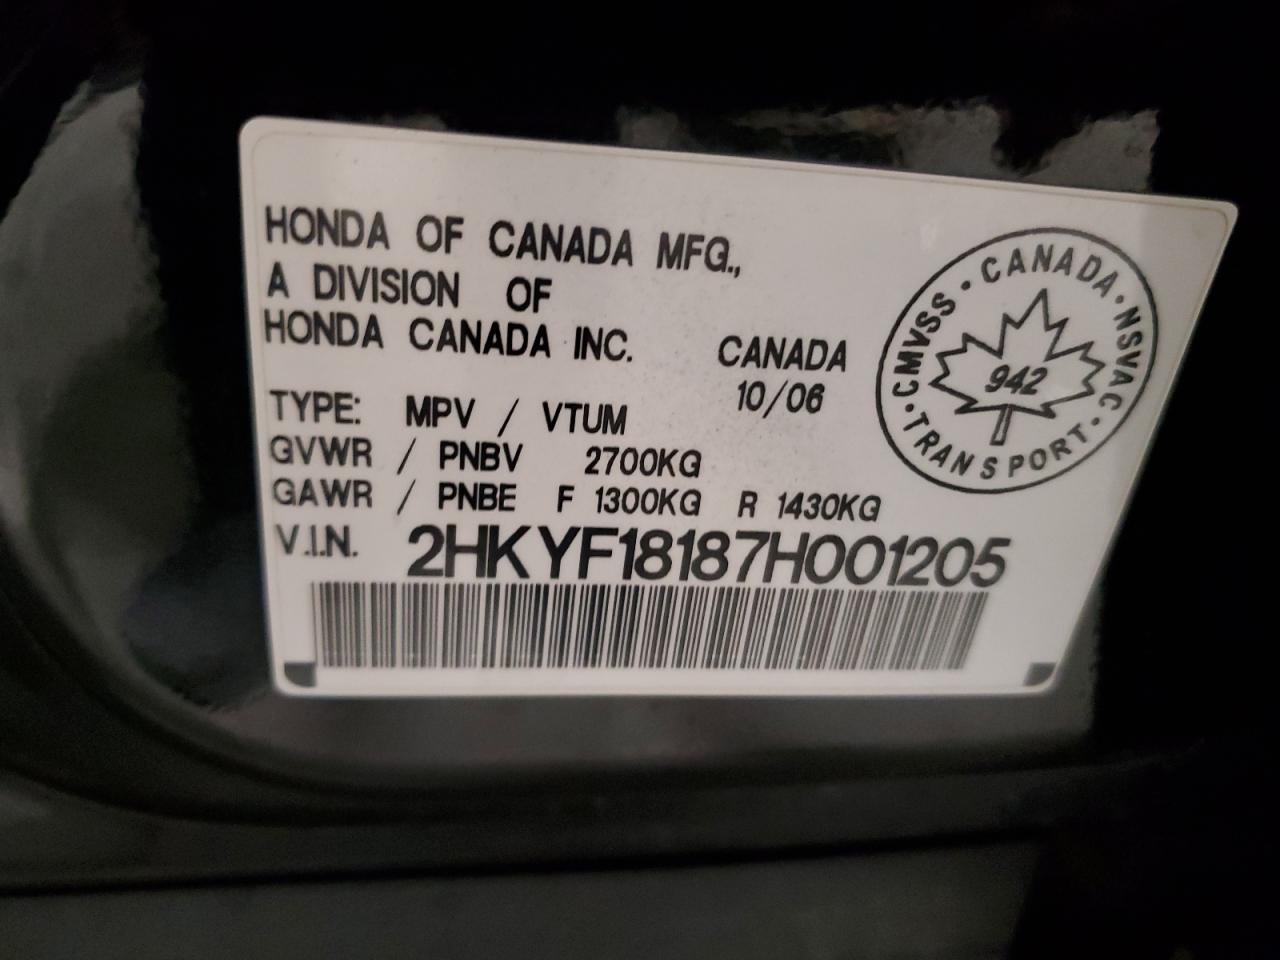 HONDA OF CANADA MFG.,
A DIVISION OF
HONDA CANADA INC.
CANADA
10/06
TYPE: MPV / VTUM
GVWR / PNBV 2700KG
GAWR / PNBE F 1300KG R 1430KG
V.I.N. 2HKYF18187H001205
CANADA · NSVAC · TRANSPORT · CMVSS ·
942